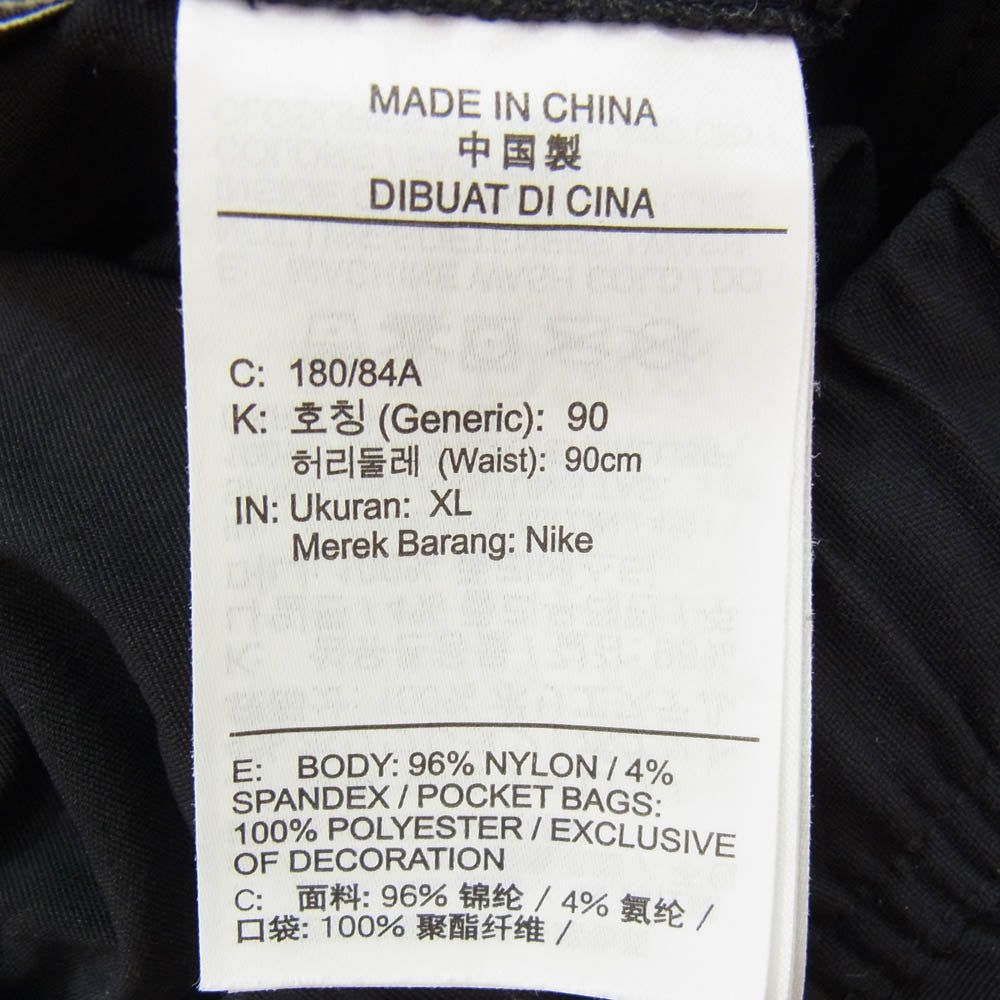 MADE IN CHINA
中国製
DIBUAT DI CINA
C: 180/84A
K: 호칭 (Generic): 90
허리둘레 (Waist): 90cm
IN: Ukuran: XL
Merek Barang: Nike
E: BODY: 96% NYLON / 4%
SPANDEX / POCKET BAGS:
100% POLYESTER / EXCLUSIVE
OF DECORATION
C: 面料: 96% 锦纶 / 4% 氨纶 /
口袋: 100% 聚酯纤维 /